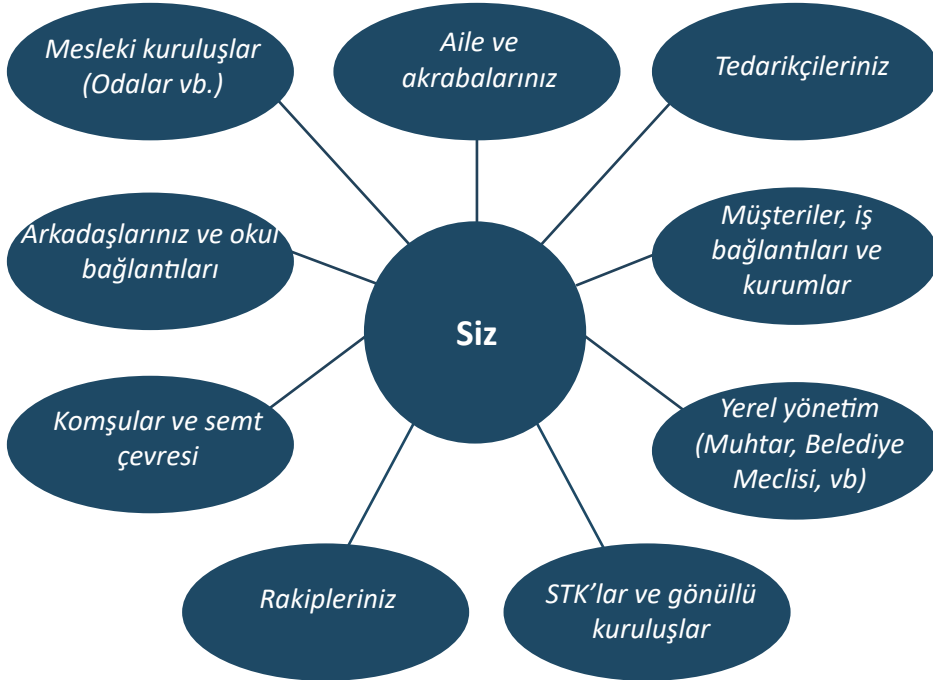 Mesleki kuruluşlar
(Odalar vb.)
Aile ve
akrabalarınız
Tedarikçileriniz
Arkadaşlarınız ve okul
bağlantıları
Müşteriler, iş
bağlantıları ve
kurumlar
Siz
Komşular ve semt
çevresi
Yerel yönetim
(Muhtar, Belediye
Meclisi, vb)
Rakipleriniz
STK’lar ve gönüllü
kuruluşlar